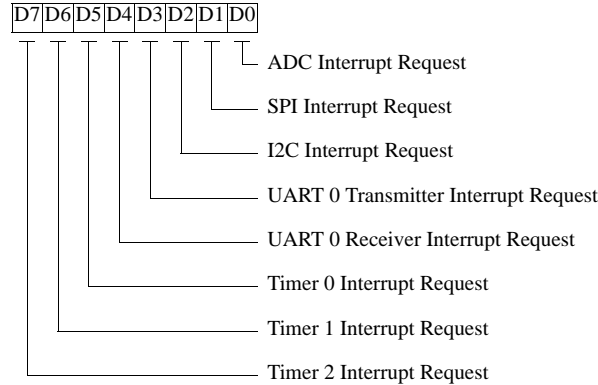 D7 D6 D5 D4 D3 D2 D1 D0
ADC Interrupt Request
SPI Interrupt Request
I2C Interrupt Request
UART 0 Transmitter Interrupt Request
UART 0 Receiver Interrupt Request
Timer 0 Interrupt Request
Timer 1 Interrupt Request
Timer 2 Interrupt Request